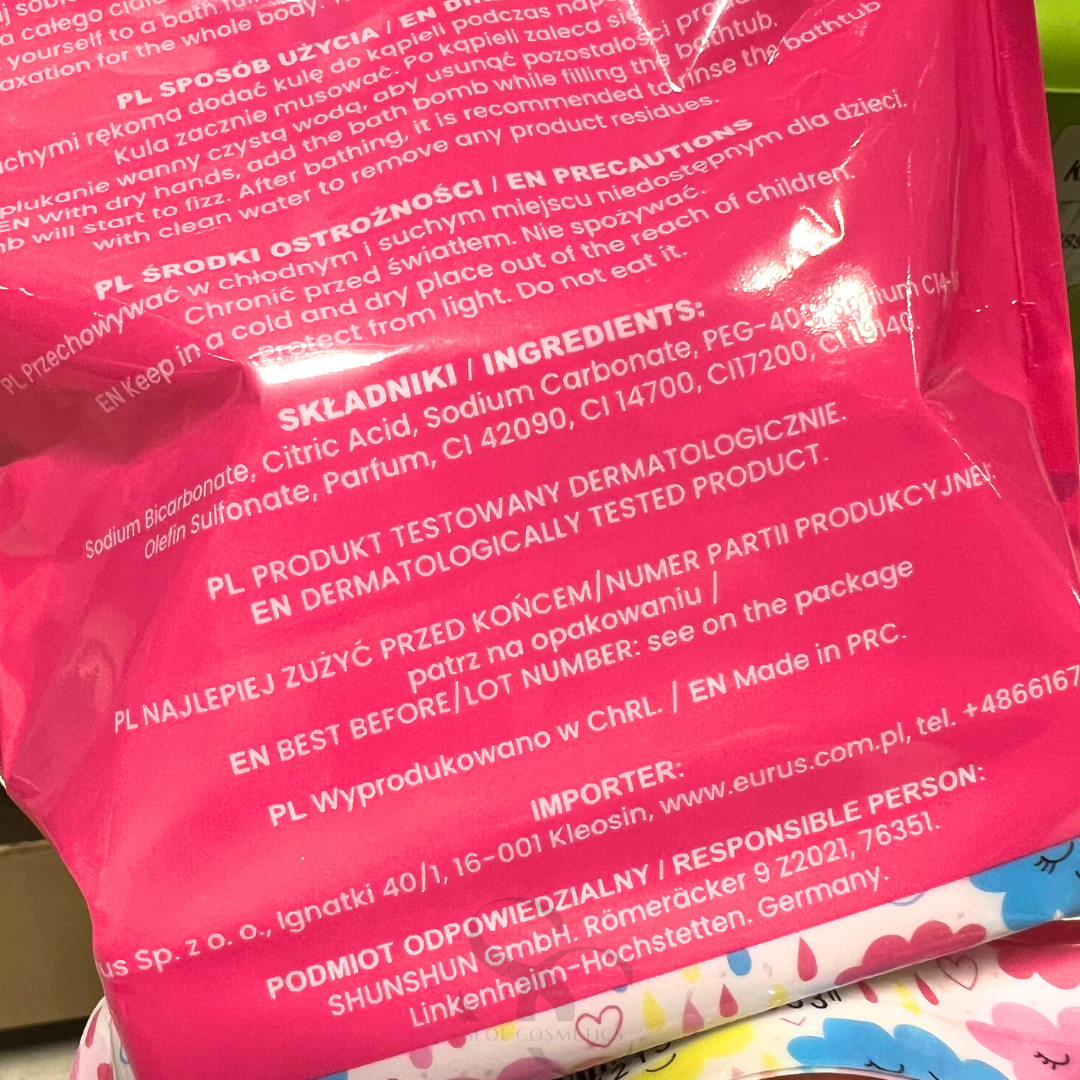 a całego ciała
yourself to a bath
axation for the whole body.
PL SPOSÓB UŻYCIA / EN
uchymi rękoma dodać kulę do kąpieli podczas
Kula zacznie musować. Po kąpieli zaleca się
płukanie wanny czystą wodą, aby usunąć pozostałości
EN With dry hands, add the bath bomb while filling the bathtub.
mb will start to fizz. After bathing, it is recommended to rinse the bathtub
with clean water to remove any product residues.
PL ŚRODKI OSTROŻNOŚCI / EN PRECAUTIONS
PL Przechowywać w chłodnym i suchym miejscu niedostępnym dla dzieci.
Chronić przed światłem. Nie spożywać.
EN Keep in a cold and dry place out of the reach of children.
Protect from light. Do not eat it.
SKŁADNIKI / INGREDIENTS:
Sodium Bicarbonate, Citric Acid, Sodium Carbonate, Sodium
Olefin Sulfonate, Parfum, CI 42090, CI 14700, CI17200, CI 19140.
PL PRODUKT TESTOWANY DERMATOLOGICZNIE.
EN DERMATOLOGICALLY TESTED PRODUCT.
PL NAJLEPIEJ ZUŻYĆ PRZED KOŃCEM/NUMER PARTII PRODUKCYJNEJ:
patrz na opakowaniu /
EN BEST BEFORE/LOT NUMBER: see on the package
PL Wyprodukowano w ChRL. / EN Made in PRC.
IMPORTER:
us Sp. z o. o., Ignatki 40/1, 16-001 Kleosin, www.eurus.com.pl, tel. +4866167
PODMIOT ODPOWIEDZIALNY / RESPONSIBLE PERSON:
SHUNSHUN GmbH. Römeräcker 9 Z2021, 76351.
Linkenheim-Hochstetten. Germany.
SEOL COSMETICS